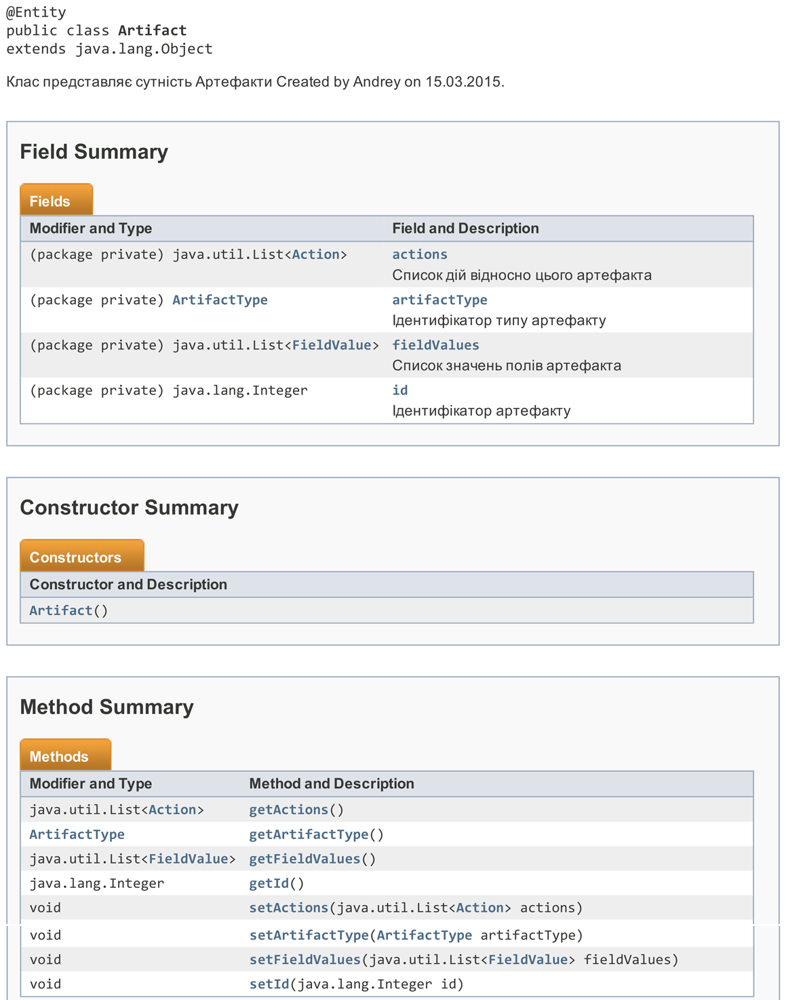 @Entity
public class Artifact
extends java.lang.Object
Клас представляє сутність Артефакти Created by Andrey on 15.03.2015.
Field Summary
Fields
Modifier and Type Field and Description
(package private) java.util.List<Action> actions
Список дій відносно цього артефакта
(package private) ArtifactType artifactType
Ідентифікатор типу артефакту
(package private) java.util.List<FieldValue> fieldValues
Список значень полів артефакта
(package private) java.lang.Integer id
Ідентифікатор артефакту
Constructor Summary
Constructors
Constructor and Description
Artifact()
Method Summary
Methods
Modifier and Type Method and Description
java.util.List<Action> getActions()
ArtifactType getArtifactType()
java.util.List<FieldValue> getFieldValues()
java.lang.Integer getId()
void setActions(java.util.List<Action> actions)
void setArtifactType(ArtifactType artifactType)
void setFieldValues(java.util.List<FieldValue> fieldValues)
void setId(java.lang.Integer id)